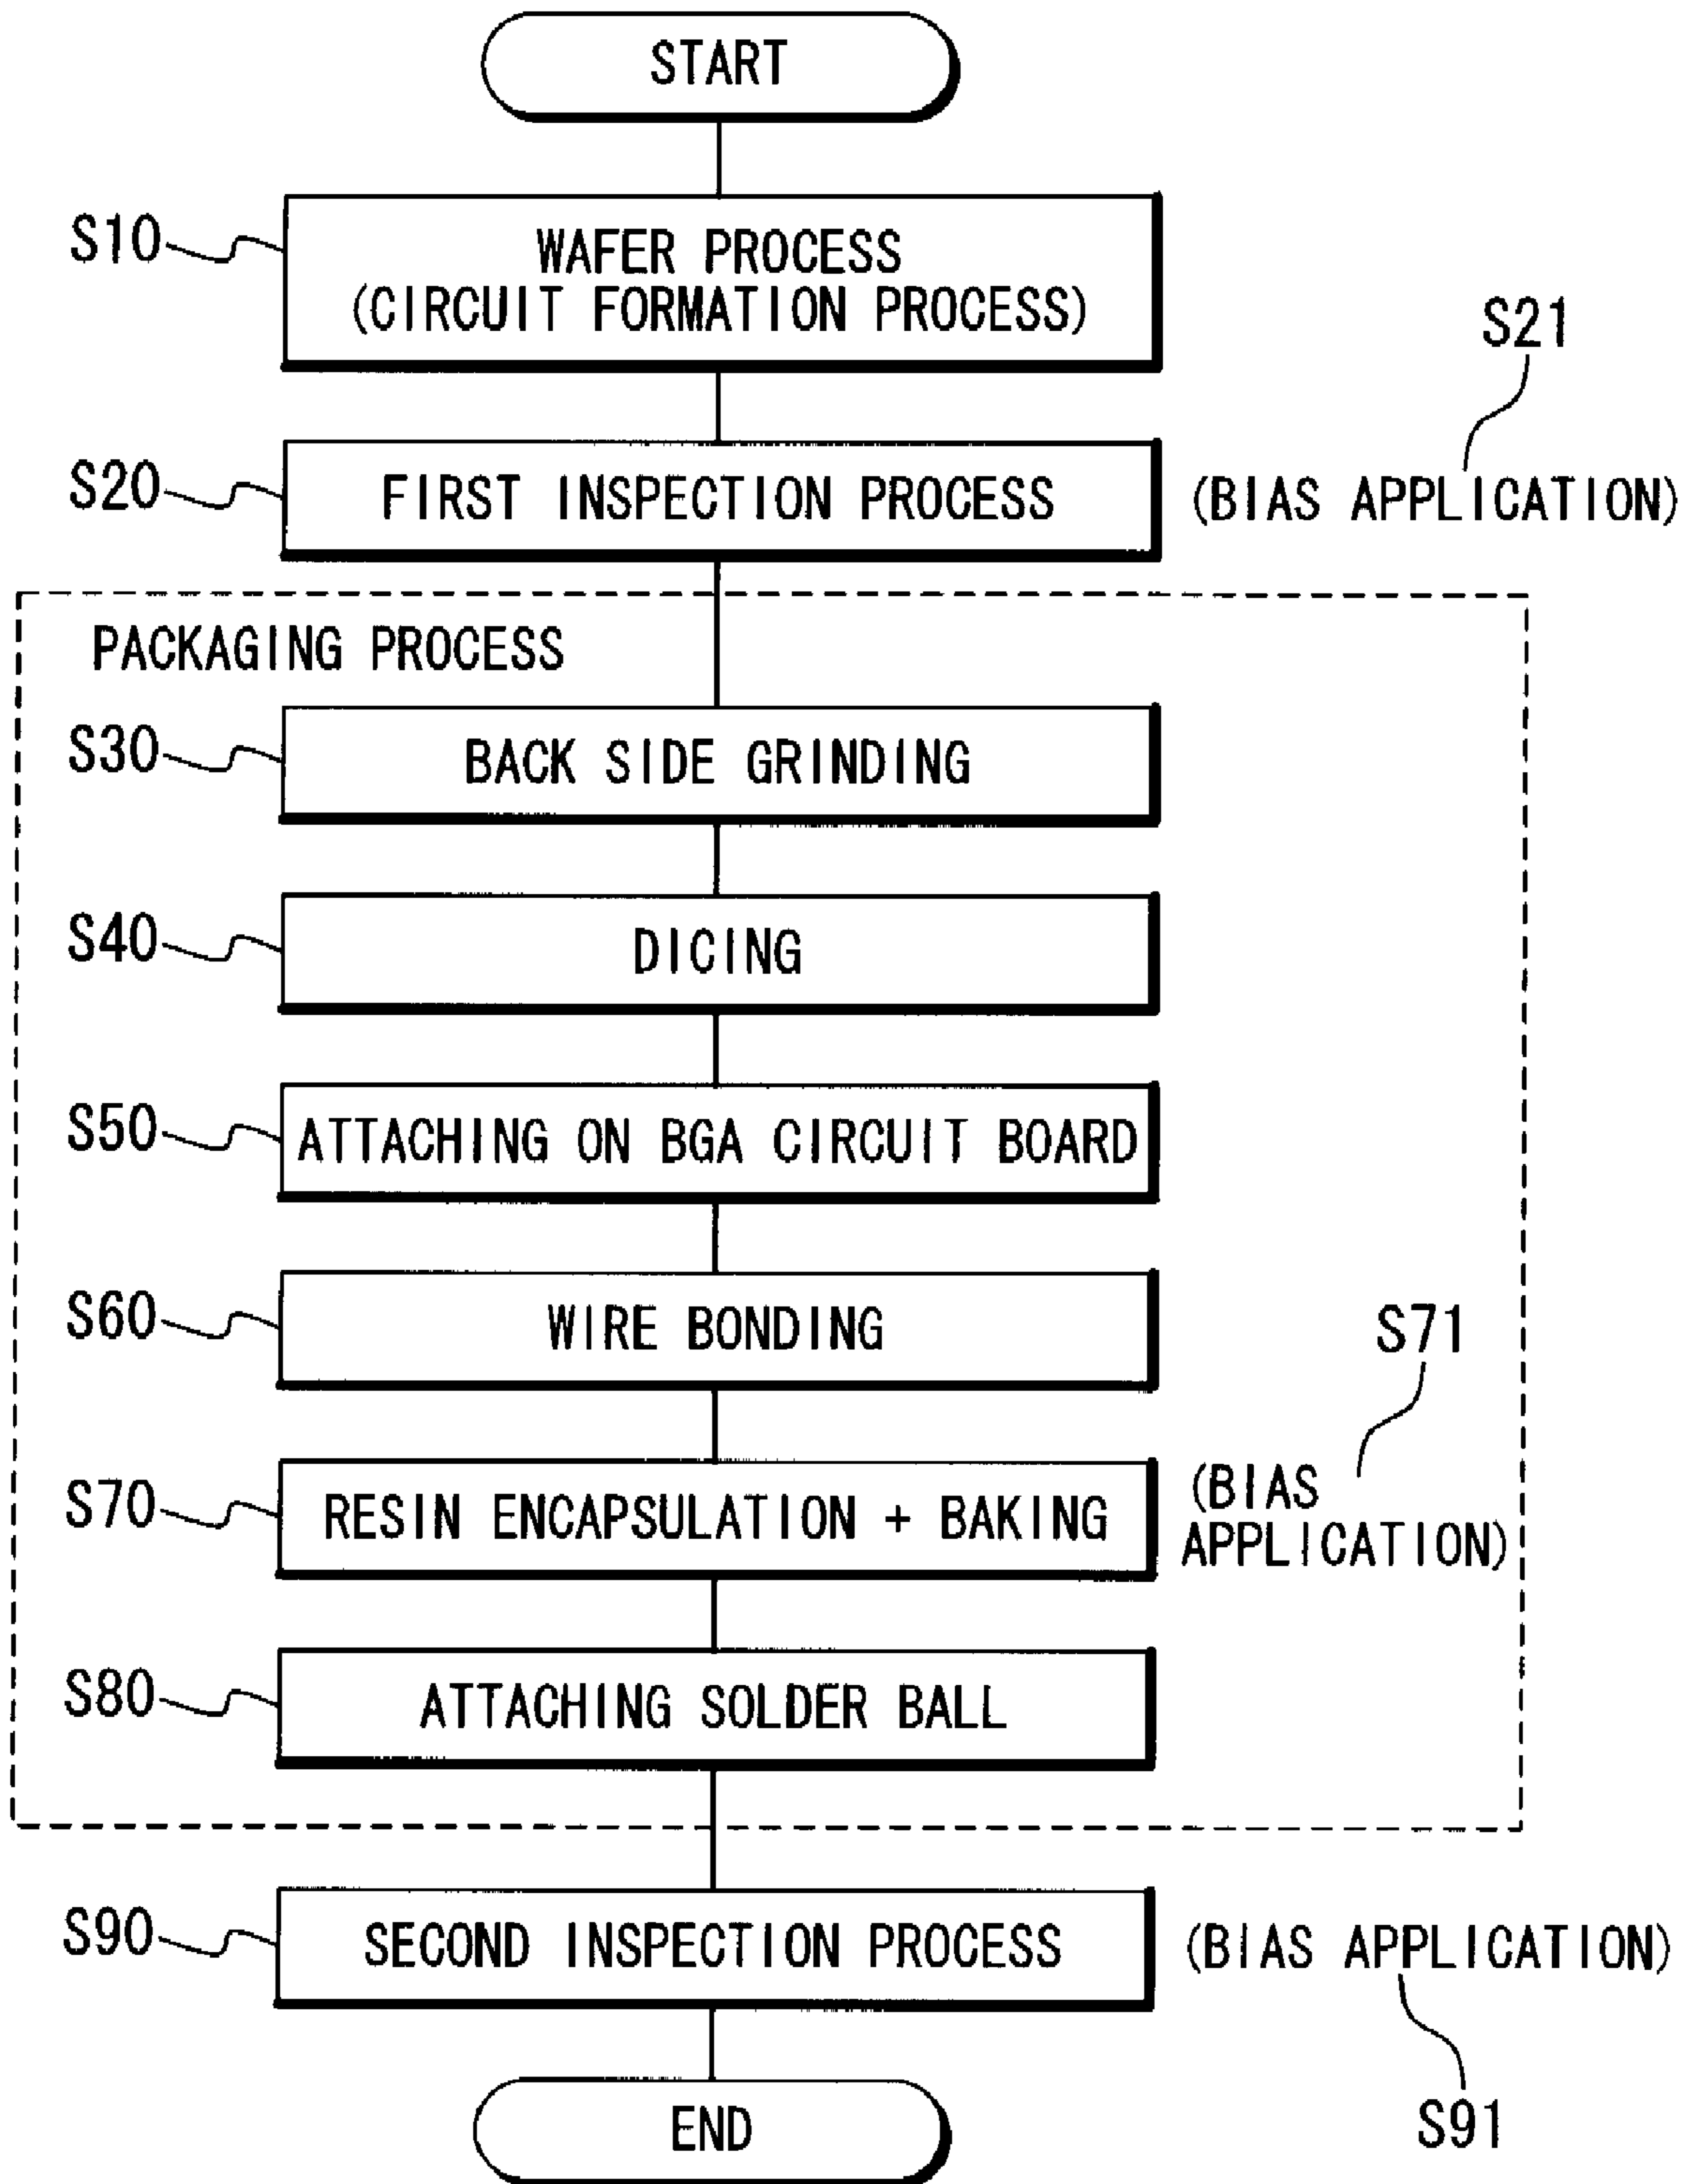 START
S10
WAFER PROCESS
(CIRCUIT FORMATION PROCESS)
S21
S20
FIRST INSPECTION PROCESS
(BIAS APPLICATION)
PACKAGING PROCESS
S30
BACK SIDE GRINDING
S40
DICING
S50
ATTACHING ON BGA CIRCUIT BOARD
S60
WIRE BONDING
S71
S70
RESIN ENCAPSULATION + BAKING
(BIAS
APPLICATION)
S80
ATTACHING SOLDER BALL
S90
SECOND INSPECTION PROCESS
(BIAS APPLICATION)
S91
END